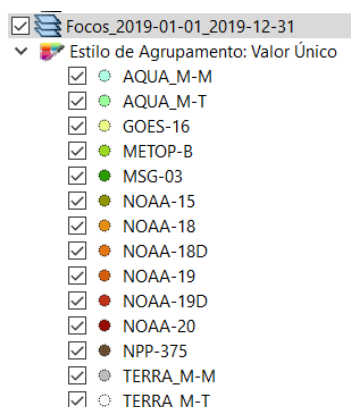 Focos_2019-01-01_2019-12-31
Estilo de Agrupamento: Valor Único
AQUA_M-M
AQUA_M-T
GOES-16
METOP-B
MSG-03
NOAA-15
NOAA-18
NOAA-18D
NOAA-19
NOAA-19D
NOAA-20
NPP-375
TERRA_M-M
TERRA_M-T